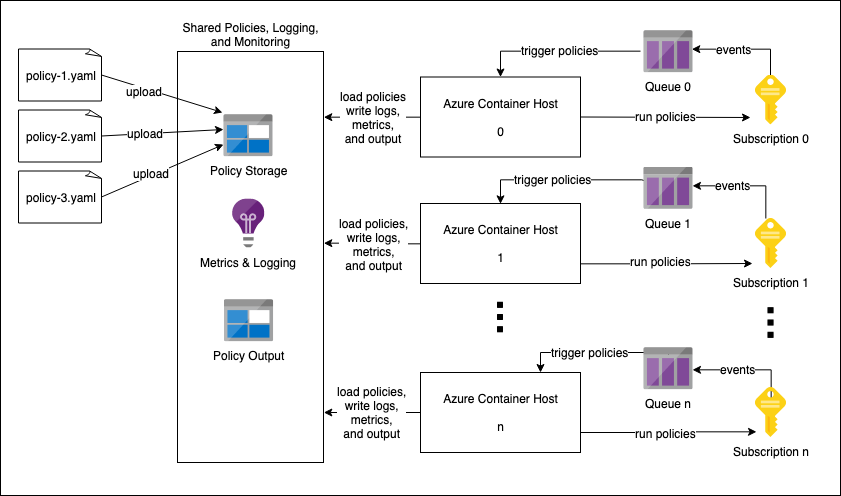 Shared Policies, Logging,
and Monitoring
policy-1.yaml
upload
policy-2.yaml
upload
policy-3.yaml
upload
Policy Storage
Metrics & Logging
Policy Output
load policies
write logs,
metrics,
and output
Azure Container Host
0
trigger policies
Queue 0
events
run policies
Subscription 0
load policies,
write logs,
metrics,
and output
Azure Container Host
1
trigger policies
Queue 1
events
run policies
Subscription 1
load policies,
write logs,
metrics,
and output
Azure Container Host
n
trigger policies
Queue n
events
run policies
Subscription n